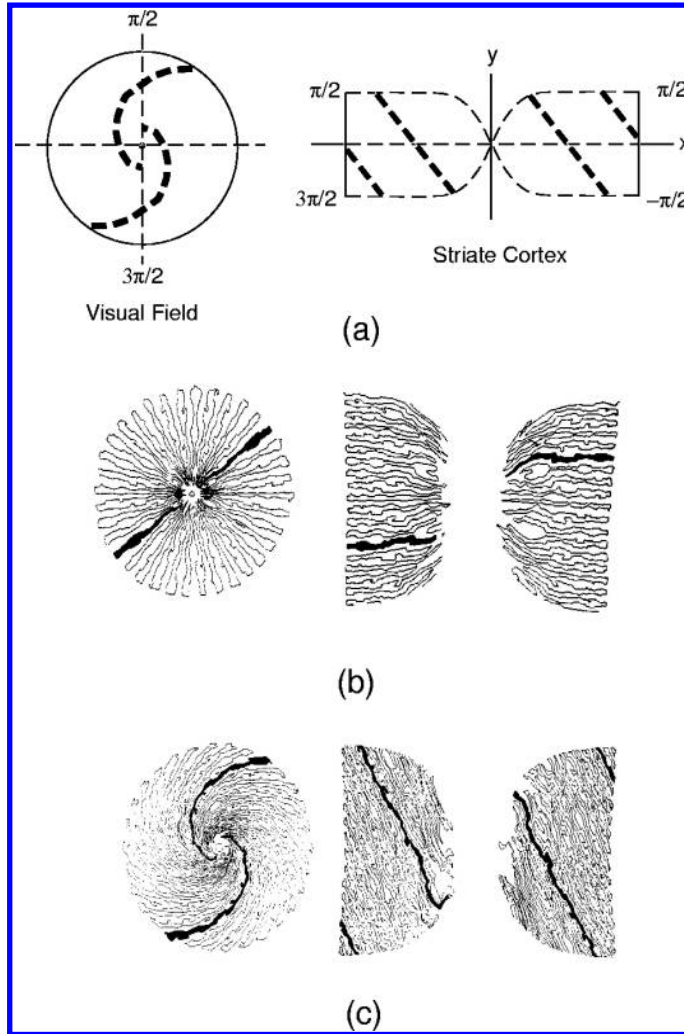 π/2
y
π/2
π/2
x
3π/2
-π/2
3π/2
Striate Cortex
Visual Field
(a)
(b)
(c)